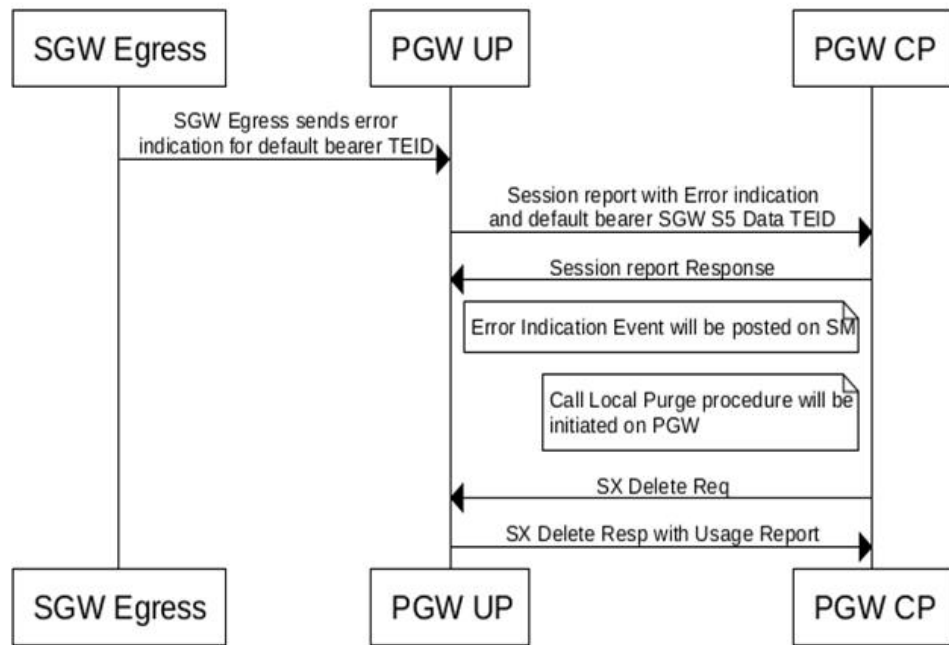 SGW Egress
PGW UP
PGW CP
SGW Egress sends error
indication for default bearer TEID
Session report with Error indication
and default bearer SGW S5 Data TEID
Session report Response
Error Indication Event will be posted on SM
Call Local Purge procedure will be
initiated on PGW
SX Delete Req
SX Delete Resp with Usage Report
SGW Egress
PGW UP
PGW CP